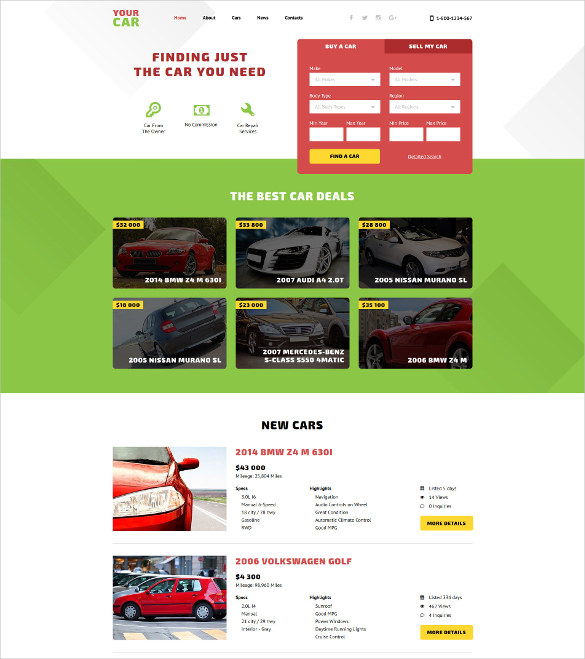 YOUR
CAR
Home About Cars News Contacts
1-800-1234-567
FINDING JUST
THE CAR YOU NEED
Car From
The Owner
No Commission
Car Repair
Services
BUY A CAR
SELL MY CAR
Make
Model
All Makes
All Models
Body Type
Region
All Body Types
All Regions
Min Year Max Year Min Price Max Price
FIND A CAR
Detailed Search
THE BEST CAR DEALS
$32 000
2014 BMW Z4 M 630I
$33 800
2007 AUDI A4 2.0T
$28 800
2005 NISSAN MURANO SL
$18 000
2005 NISSAN MURANO SL
$23 000
2007 MERCEDES-BENZ
S-CLASS S550 4MATIC
$35 100
2006 BMW Z4 M
NEW CARS
2014 BMW Z4 M 630I
$43 000
Mileage: 35,804 Miles
Specs
3.0L I6
Manual 6-Speed
18 city / 28 hwy
Gasoline
RWD
Highlights
Navigation
Audio Controls on Wheel
Great Condition
Automatic Climate Control
Good MPG
Listed 5 days
14 Views
0 Inquiries
MORE DETAILS
2006 VOLKSWAGEN GOLF
$4 300
Mileage: 90,960 Miles
Specs
2.0L I4
Manual
21 city / 29 hwy
Interior - Gray
Highlights
Sunroof
Good MPG
Power Windows
Daytime Running Lights
Cruise Control
Listed 334 days
467 Views
4 Inquiries
MORE DETAILS